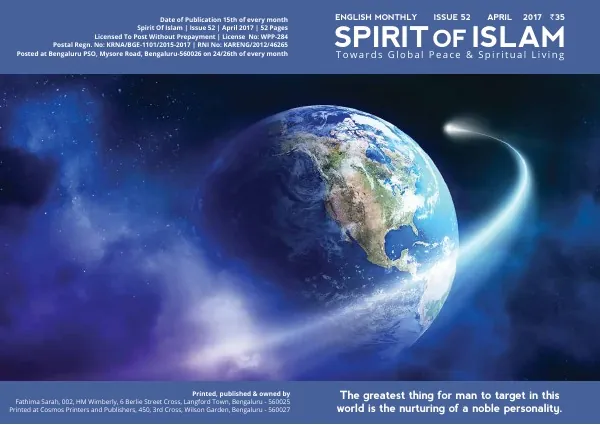 Date of Publication 15th of every month
Spirit Of Islam | Issue 52 | April 2017 | 52 Pages
Licensed To Post Without Prepayment | License No: WPP-284
Postal Regn. No: KRNA/BGE-1101/2015-2017 | RNI No: KARENG/2012/46265
Posted at Bengaluru PSO, Mysore Road, Bengaluru-560026 on 24/26th of every month
ENGLISH MONTHLY ISSUE 52 APRIL 2017 ₹35
SPIRIT OF ISLAM
Towards Global Peace & Spiritual Living
Printed, published & owned by
Fathima Sarah, 002, HM Wimberly, 6 Berlie Street Cross, Langford Town, Bengaluru - 560025
Printed at Cosmos Printers and Publishers, 450, 3rd Cross, Wilson Garden, Bengaluru - 560027
The greatest thing for man to target in this
world is the nurturing of a noble personality.